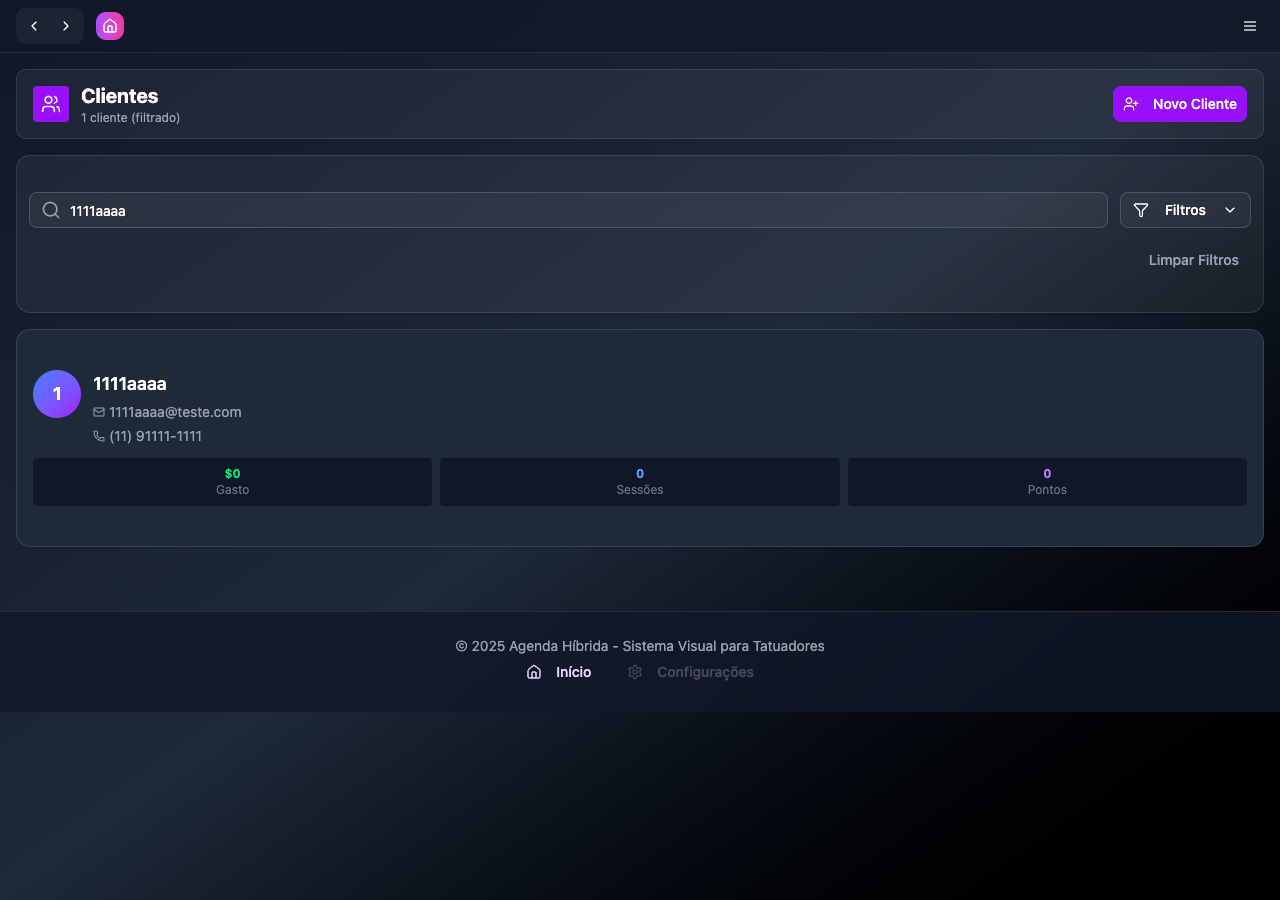 Clientes
1 cliente (filtrado)
Novo Cliente
1111aaaa
Filtros
Limpar Filtros
1
1111aaaa
1111aaaa@teste.com
(11) 91111-1111
$0
Gasto
0
Sessões
0
Pontos
© 2025 Agenda Híbrida - Sistema Visual para Tatuadores
Início
Configurações